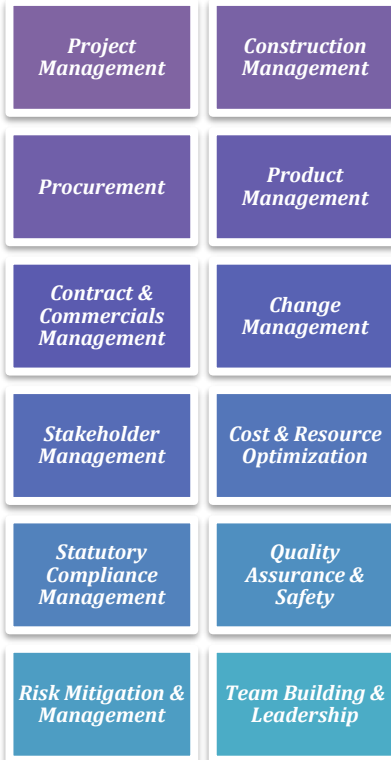 Project
Management
Construction
Management
Procurement
Product
Management
Contract &
Commercials
Management
Change
Management
Stakeholder
Management
Cost & Resource
Optimization
Statutory
Compliance
Management
Quality
Assurance &
Safety
Risk Mitigation &
Management
Team Building &
Leadership